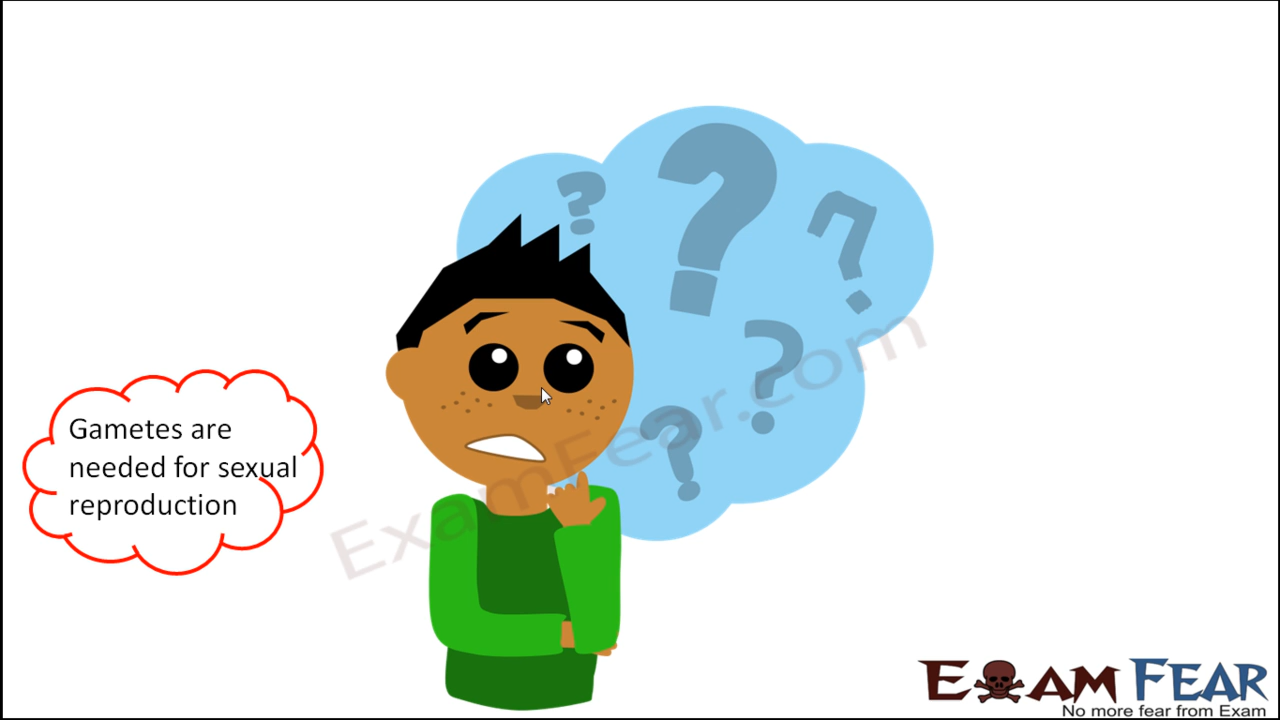 Gametes are
needed for sexual
reproduction
?
?
?
?
?
ExamFear.com
EXAM FEAR
No more fear from Exam